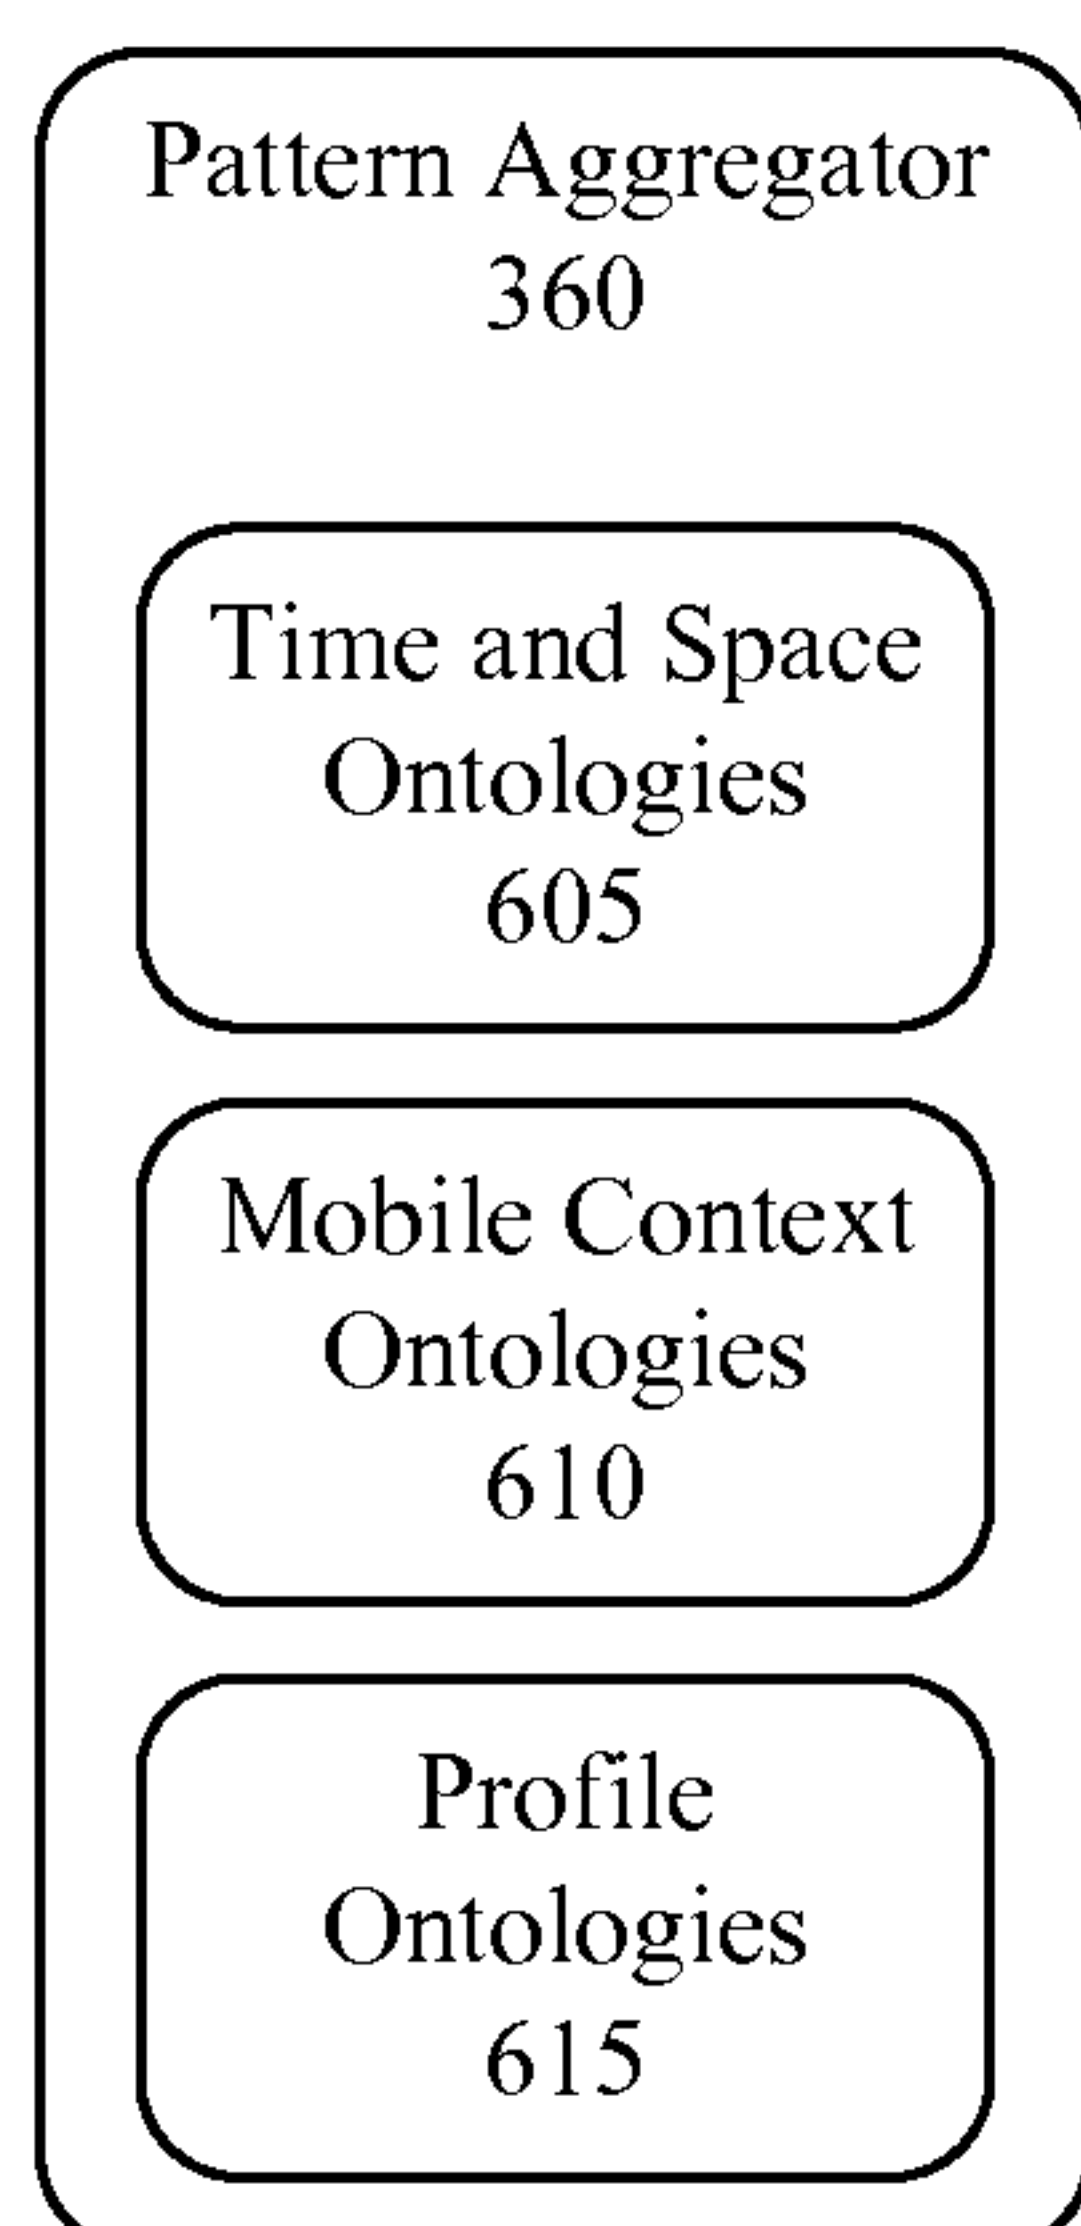 Pattern Aggregator
360
Time and Space
Ontologies
605
Mobile Context
Ontologies
610
Profile
Ontologies
615